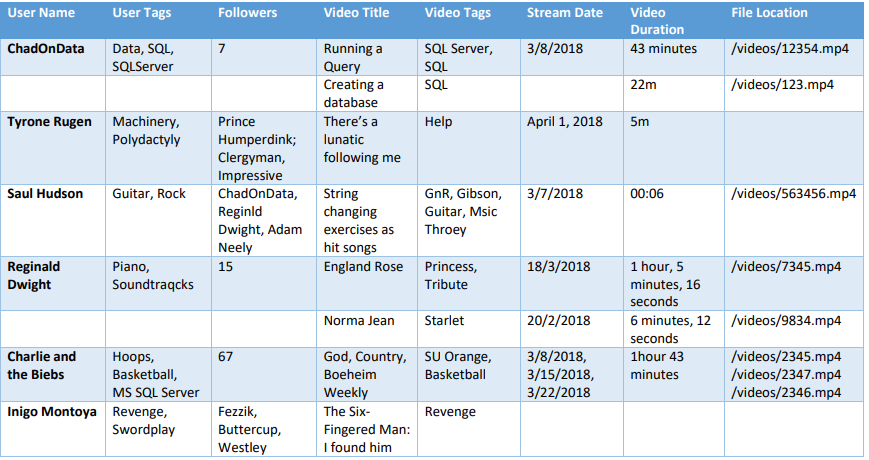 User Name User Tags Followers Video Title Video Tags Stream Date Video Duration File Location
ChadOnData Data, SQL, SQLServer 7 Running a Query SQL Server, SQL 3/8/2018 43 minutes /videos/12354.mp4
Creating a database SQL 22m /videos/123.mp4
Tyrone Rugen Machinery, Polydactyly Prince Humperdink; Clergyman, Impressive There's a lunatic following me Help April 1, 2018 5m
Saul Hudson Guitar, Rock ChadOnData, Reginld Dwight, Adam Neely String changing exercises as hit songs GnR, Gibson, Guitar, Msic Throey 3/7/2018 00:06 /videos/563456.mp4
Reginald Dwight Piano, Soundtraqcks 15 England Rose Princess, Tribute 18/3/2018 1 hour, 5 minutes, 16 seconds /videos/7345.mp4
Norma Jean Starlet 20/2/2018 6 minutes, 12 seconds /videos/9834.mp4
Charlie and the Biebs Hoops, Basketball, MS SQL Server 67 God, Country, Boeheim Weekly SU Orange, Basketball 3/8/2018, 3/15/2018, 3/22/2018 1hour 43 minutes /videos/2345.mp4 /videos/2347.mp4 /videos/2346.mp4
Inigo Montoya Revenge, Swordplay Fezzik, Buttercup, Westley The Six-Fingered Man: I found him Revenge